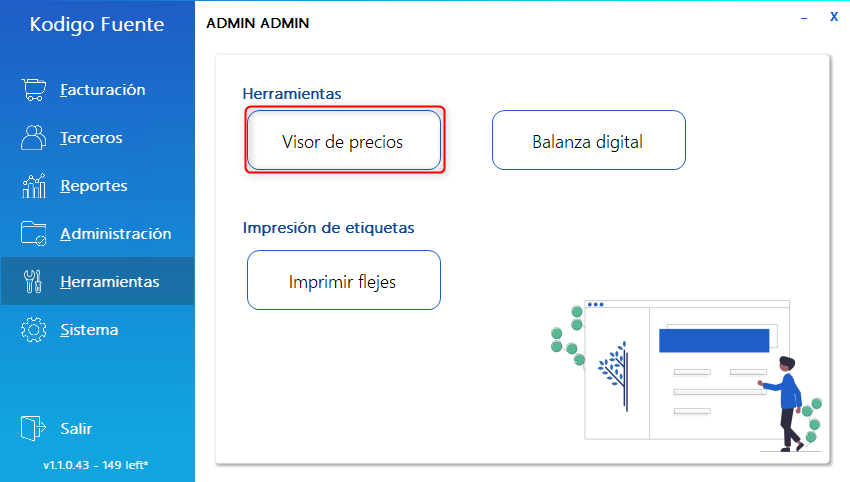 Kodigo Fuente
ADMIN ADMIN
– X
Facturación
Terceros
Reportes
Administración
Herramientas
Sistema
Salir
v1.1.0.43 - 149 left*
Herramientas
Visor de precios
Balanza digital
Impresión de etiquetas
Imprimir flejes